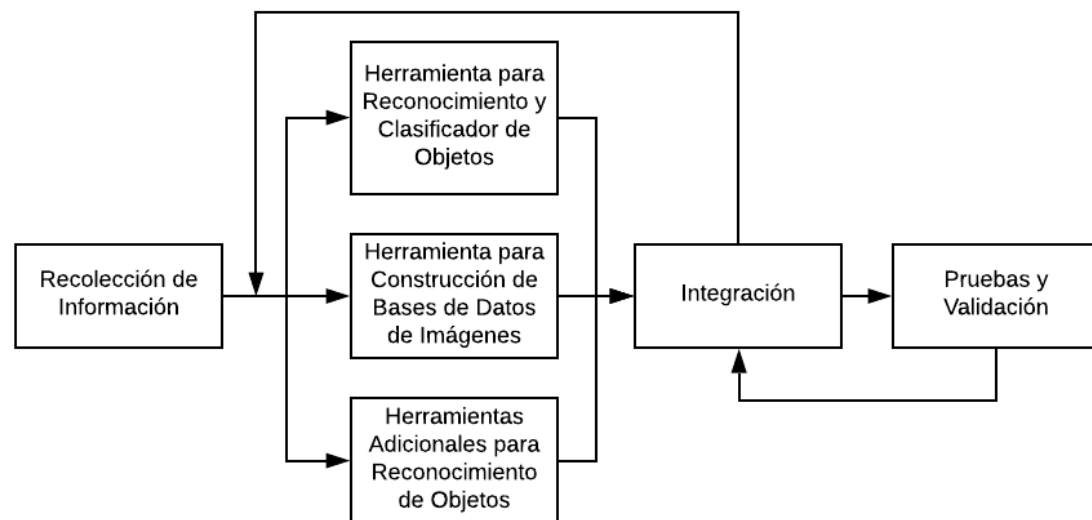 Herramienta para
Reconocimiento y
Clasificador de
Objetos
Recolección de
Información
Herramienta para
Construcción de
Bases de Datos
de Imágenes
Integración
Pruebas y
Validación
Herramientas
Adicionales para
Reconocimiento
de Objetos